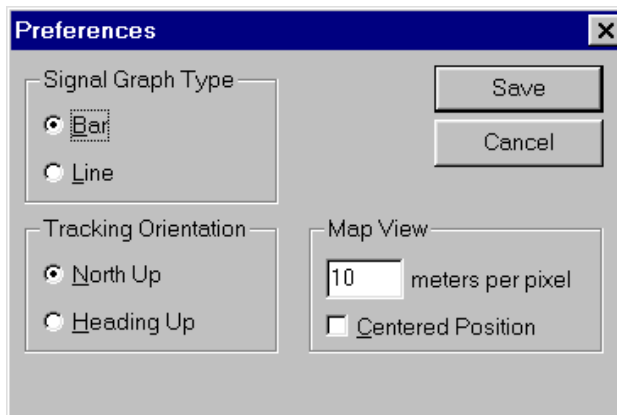 Preferences
Signal Graph Type
Bar
Line
Save
Cancel
Tracking Orientation
North Up
Heading Up
Map View
10 meters per pixel
Centered Position